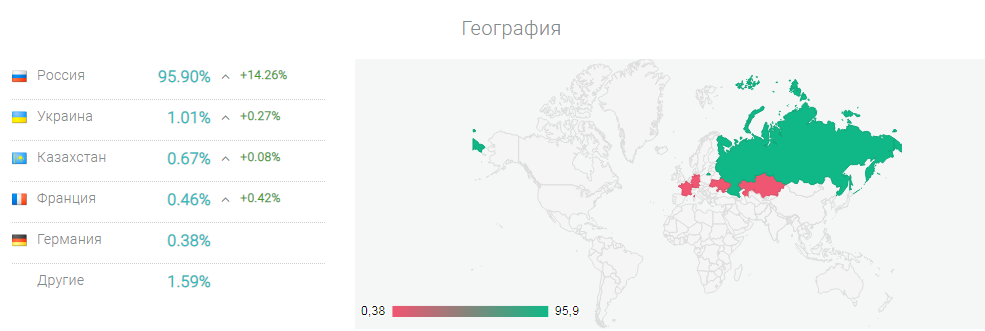 География
Россия 95.90% +14.26%
Украина 1.01% +0.27%
Казахстан 0.67% +0.08%
Франция 0.46% +0.42%
Германия 0.38%
Другие 1.59%
0,38 95,9